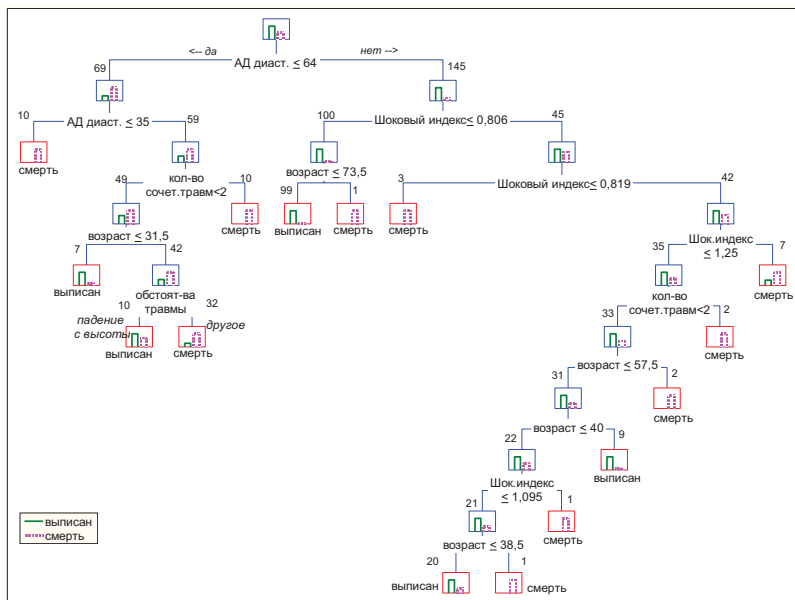 <-- да
нет -->
АД диаст. ≤ 64
69
145
АД диаст. ≤ 35
Шоковый индекс≤ 0,806
10
59
100
45
смерть
кол-во
сочет.травм<2
возраст ≤ 73,5
Шоковый индекс≤ 0,819
49
10
99
1
3
42
смерть
выписан
смерть
смерть
возраст ≤ 31,5
Шок.индекс
≤ 1,25
7
42
35
7
выписан
обстоят-ва
травмы
кол-во
сочет.травм<2
смерть
10
32
падение
с высоты
другое
выписан
смерть
33
2
возраст ≤ 57,5
смерть
31
2
возраст ≤ 40
смерть
22
9
Шок.индекс
≤ 1,095
выписан
21
1
возраст ≤ 38,5
смерть
20
1
выписан
смерть
выписан
смерть